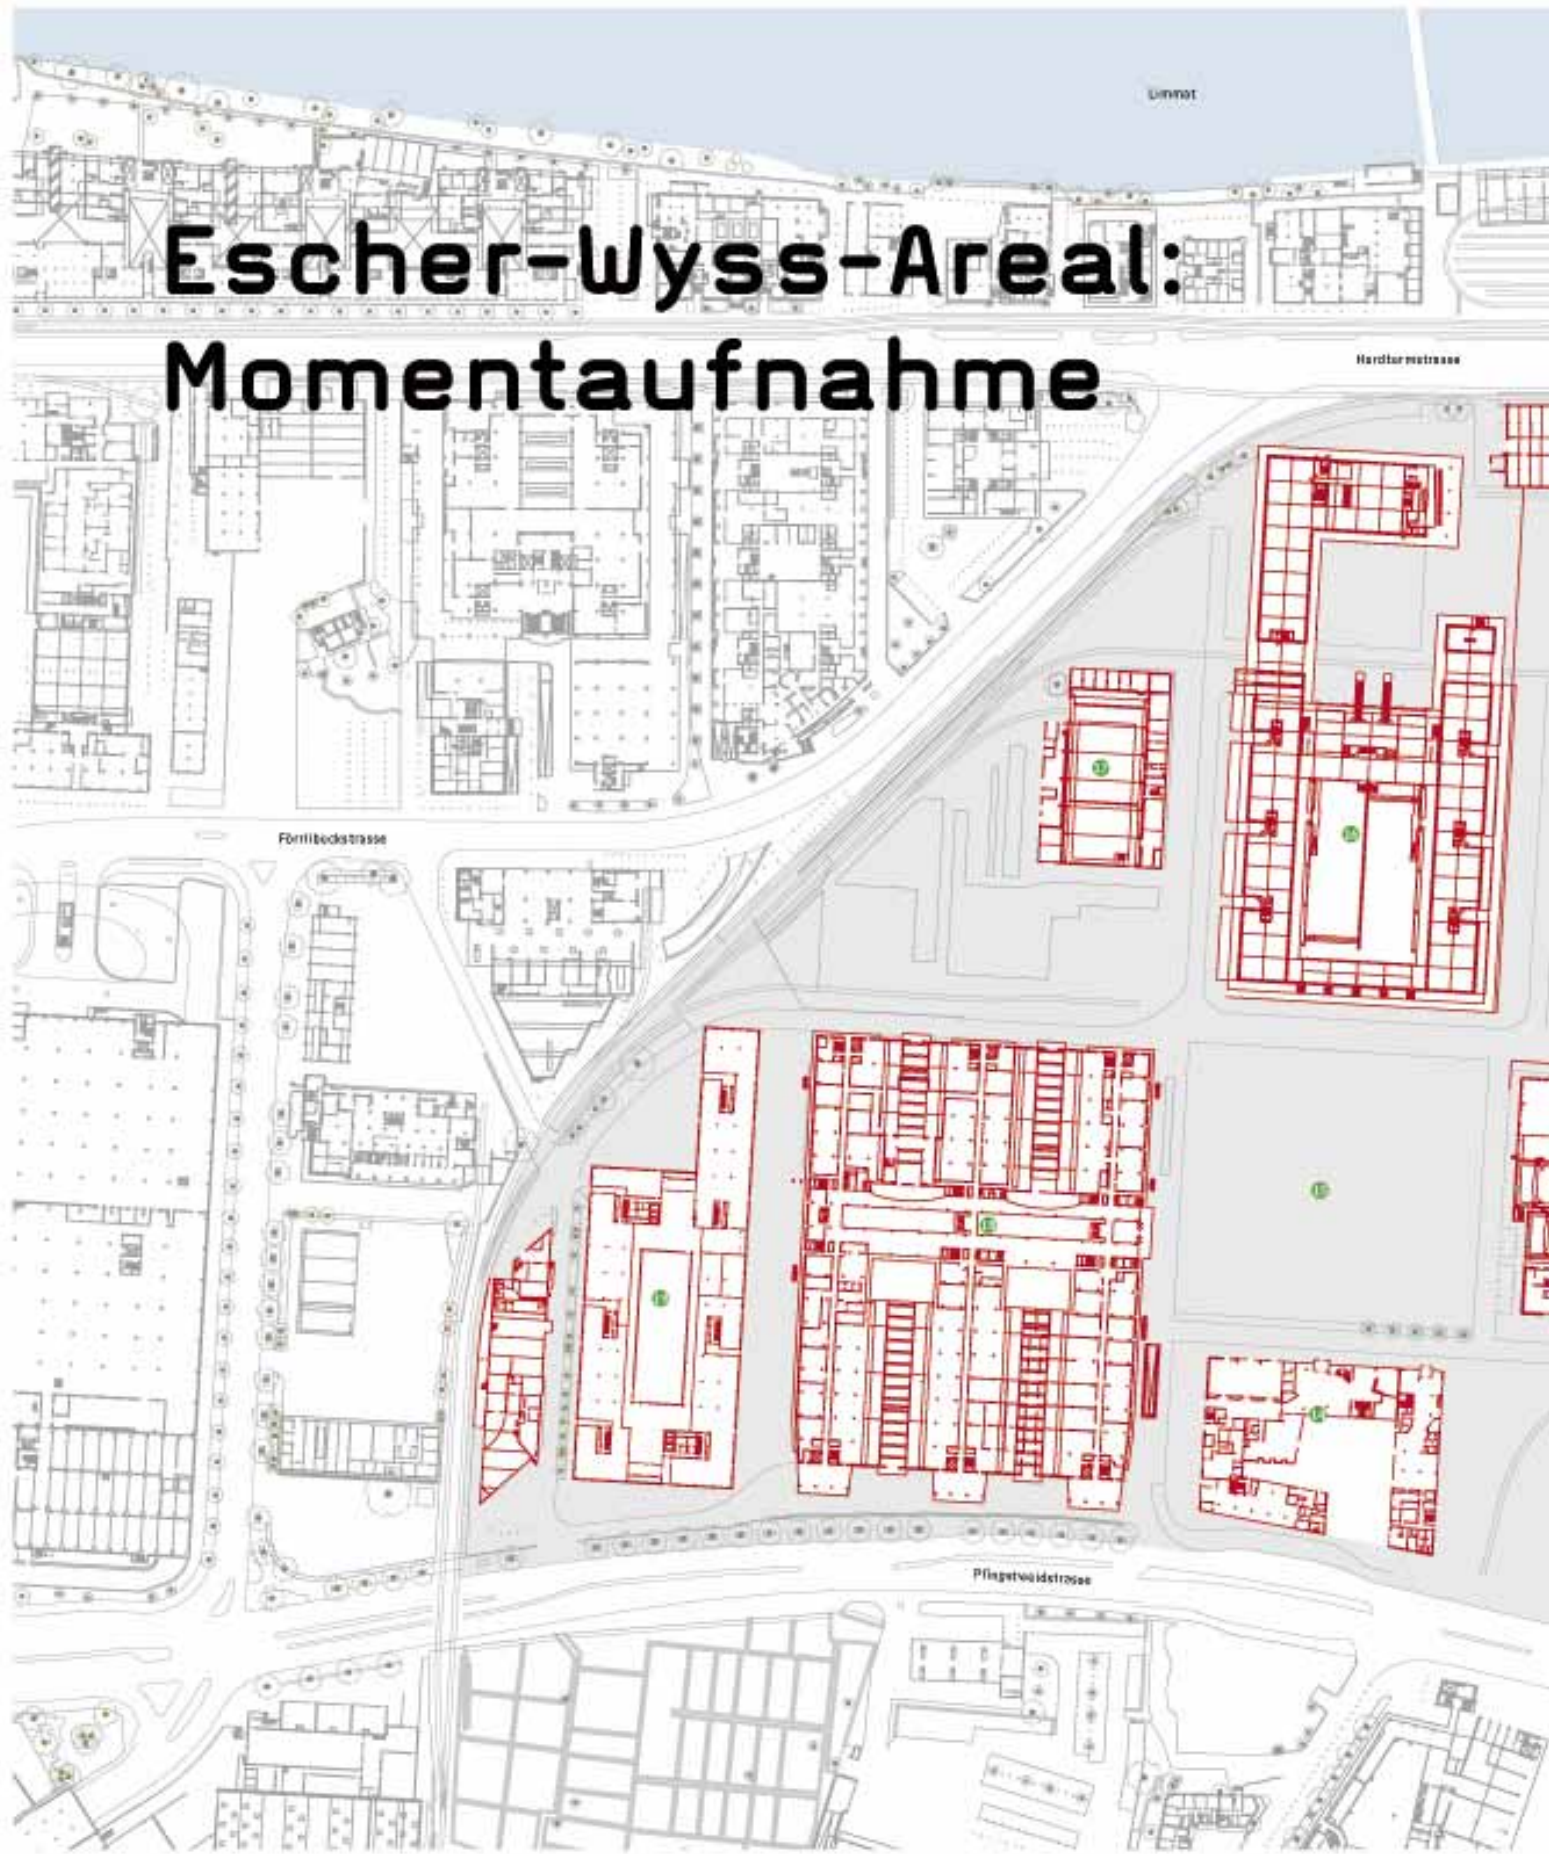 Limmat
Escher-Wyss-Areal:
Momentaufnahme
Hardturmstrasse
Förrlibuckstrasse
Pfingstweidstrasse